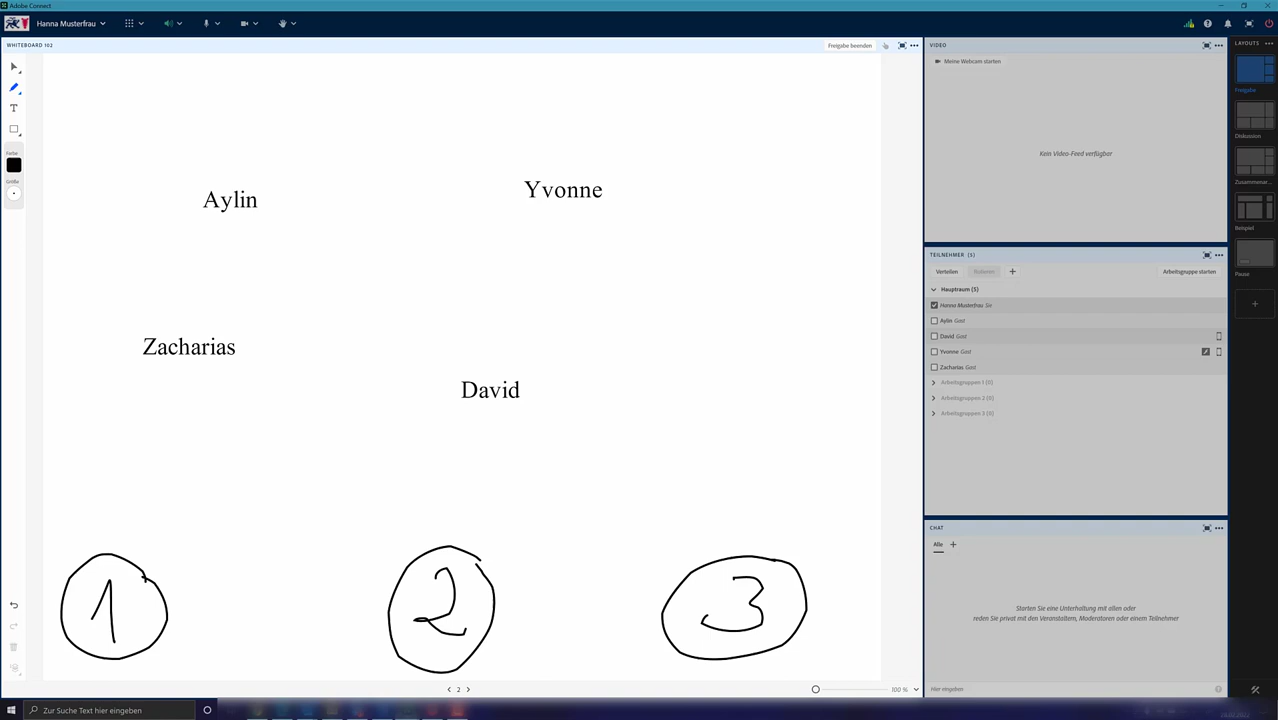 Adobe Connect
Hanna Musterfrau
WHITEBOARD 102
Freigabe beenden
Farbe
Größe
Aylin
Yvonne
Zacharias
David
1
2
3
2
100 %
VIDEO
Meine Webcam starten
Kein Video-Feed verfügbar
TEILNEHMER (5)
Verteilen
Arbeitsgruppe starten
Hauptraum (5)
Hanna Musterfrau Sie
Aylin Gast
David Gast
Yvonne Gast
Zacharias Gast
Arbeitsgruppen 1 (0)
Arbeitsgruppen 2 (0)
Arbeitsgruppen 3 (0)
CHAT
Alle
Starten Sie eine Unterhaltung mit allen oder
reden Sie privat mit den Veranstaltern, Moderatoren oder einem Teilnehmer
Hier eingeben
LAYOUTS
Freigabe
Diskussion
Zusammenar...
Beispiel
Pause
Zur Suche Text hier eingeben